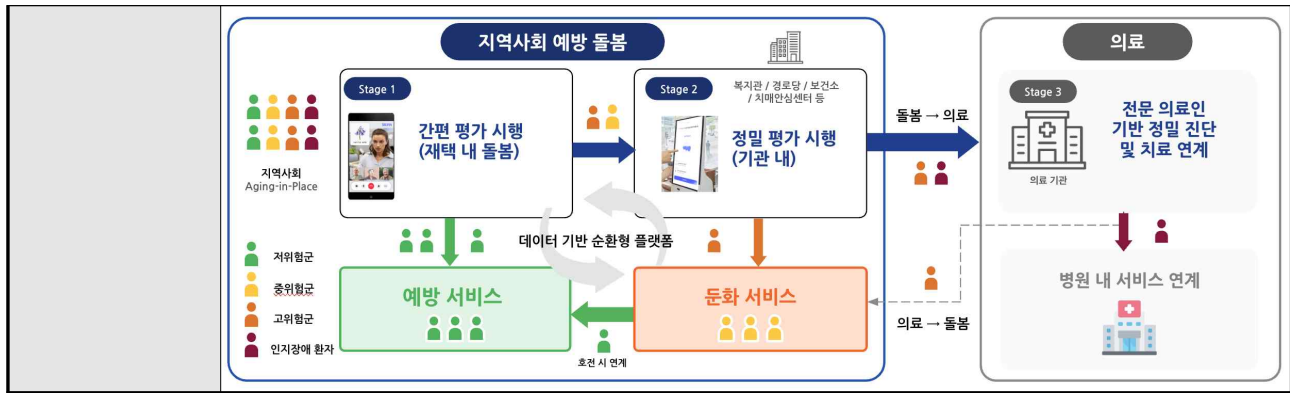 지역사회 예방 돌봄
의료
Stage 1
간편 평가 시행
(재택 내 돌봄)
Stage 2
복지관 / 경로당 / 보건소
/ 치매안심센터 등
정밀 평가 시행
(기관 내)
돌봄 → 의료
Stage 3
전문 의료인
기반 정밀 진단
및 치료 연계
의료 기관
지역사회
Aging-in-Place
데이터 기반 순환형 플랫폼
저위험군
중위험군
고위험군
인지장애 환자
예방 서비스
호전 시 연계
둔화 서비스
의료 → 돌봄
병원 내 서비스 연계